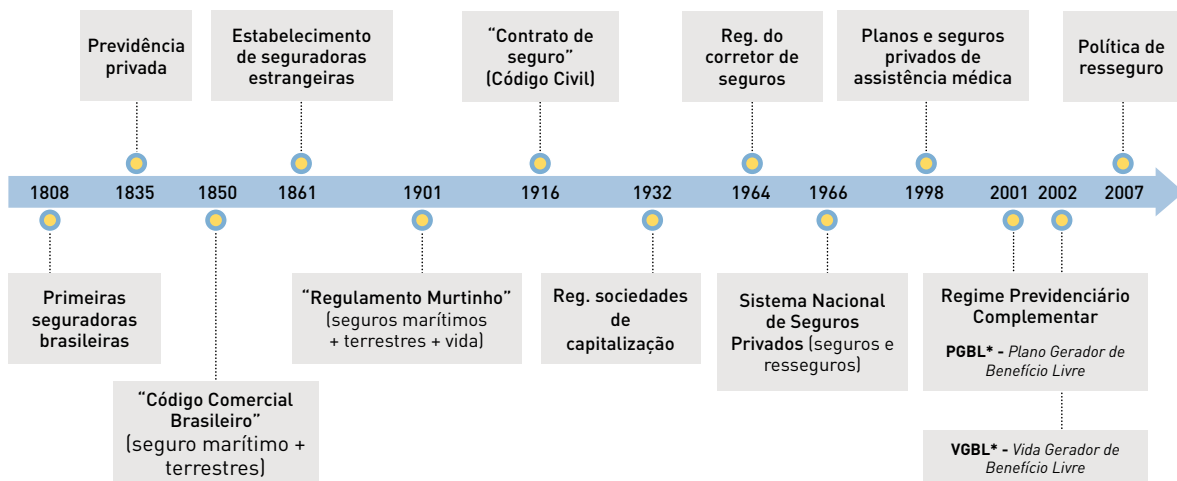 Previdência
privada
Estabelecimento
de seguradoras
estrangeiras
“Contrato de
seguro”
(Código Civil)
Reg. do
corretor de
seguros
Planos e seguros
privados de
assistência médica
Política de
resseguro
1808 1835 1850 1861 1901 1916 1932 1964 1966 1998 2001 2002 2007
Primeiras
seguradoras
brasileiras
“Código Comercial
Brasileiro”
(seguro marítimo +
terrestres)
“Regulamento Murtinho”
(seguros marítimos
+ terrestres + vida)
Reg. sociedades
de
capitalização
Sistema Nacional
de Seguros
Privados (seguros e
resseguros)
Regime Previdenciário
Complementar
PGBL* - Plano Gerador de
Benefício Livre
VGBL* - Vida Gerador de
Benefício Livre